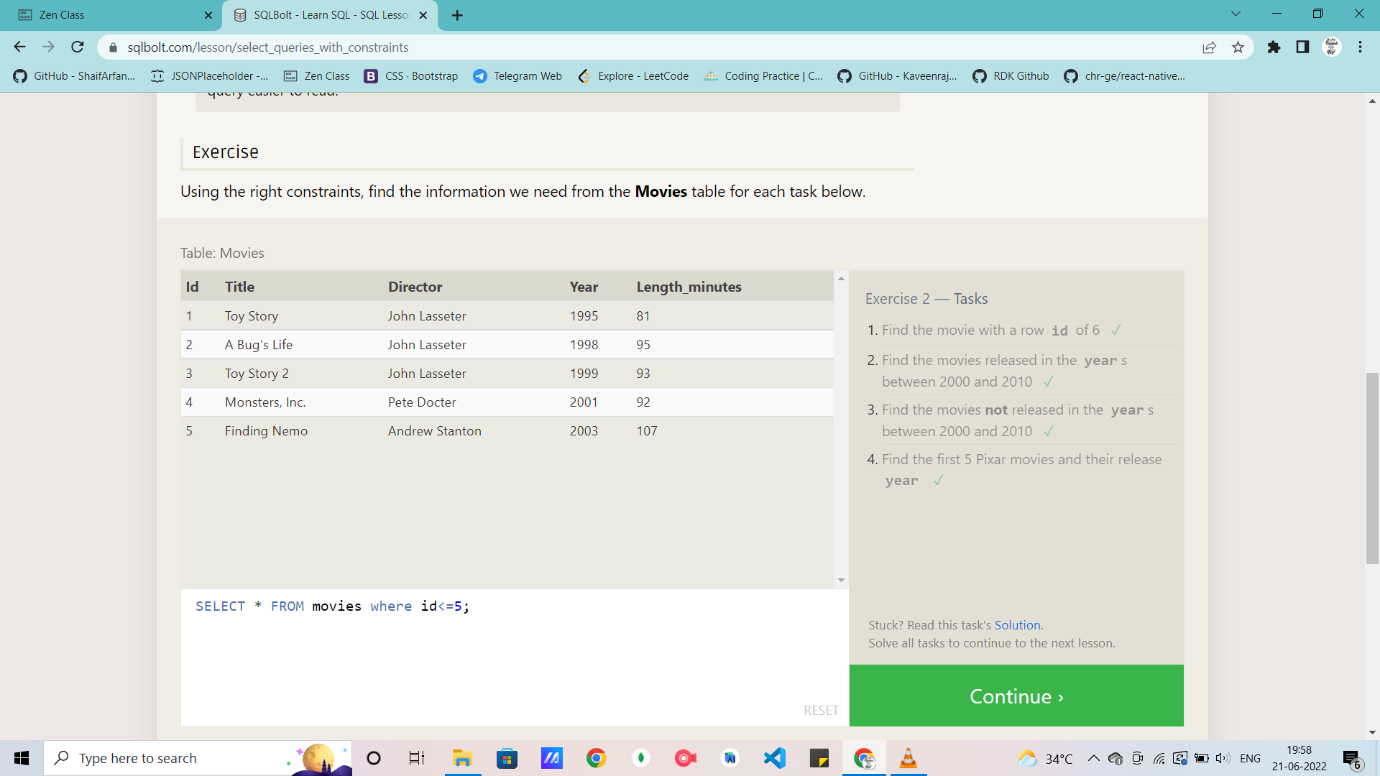 Zen Class
SQLBolt - Learn SQL - SQL Lesson
sqlbolt.com/lesson/select_queries_with_constraints
GitHub - ShaifArfan... JSONPlaceholder -... Zen Class CSS · Bootstrap Telegram Web Explore - LeetCode Coding Practice | C... GitHub - Kaveenraj... RDK Github chr-ge/react-native...
query easier to read.
Exercise
Using the right constraints, find the information we need from the Movies table for each task below.
Table: Movies
Id Title Director Year Length_minutes
1 Toy Story John Lasseter 1995 81
2 A Bug's Life John Lasseter 1998 95
3 Toy Story 2 John Lasseter 1999 93
4 Monsters, Inc. Pete Docter 2001 92
5 Finding Nemo Andrew Stanton 2003 107
SELECT * FROM movies where id<=5;
RESET
Exercise 2 — Tasks
1. Find the movie with a row id of 6 ✓
2. Find the movies released in the year s
between 2000 and 2010 ✓
3. Find the movies not released in the year s
between 2000 and 2010 ✓
4. Find the first 5 Pixar movies and their release
year ✓
Stuck? Read this task's Solution.
Solve all tasks to continue to the next lesson.
Continue ›
Type here to search
34°C
ENG
19:58
21-06-2022
6